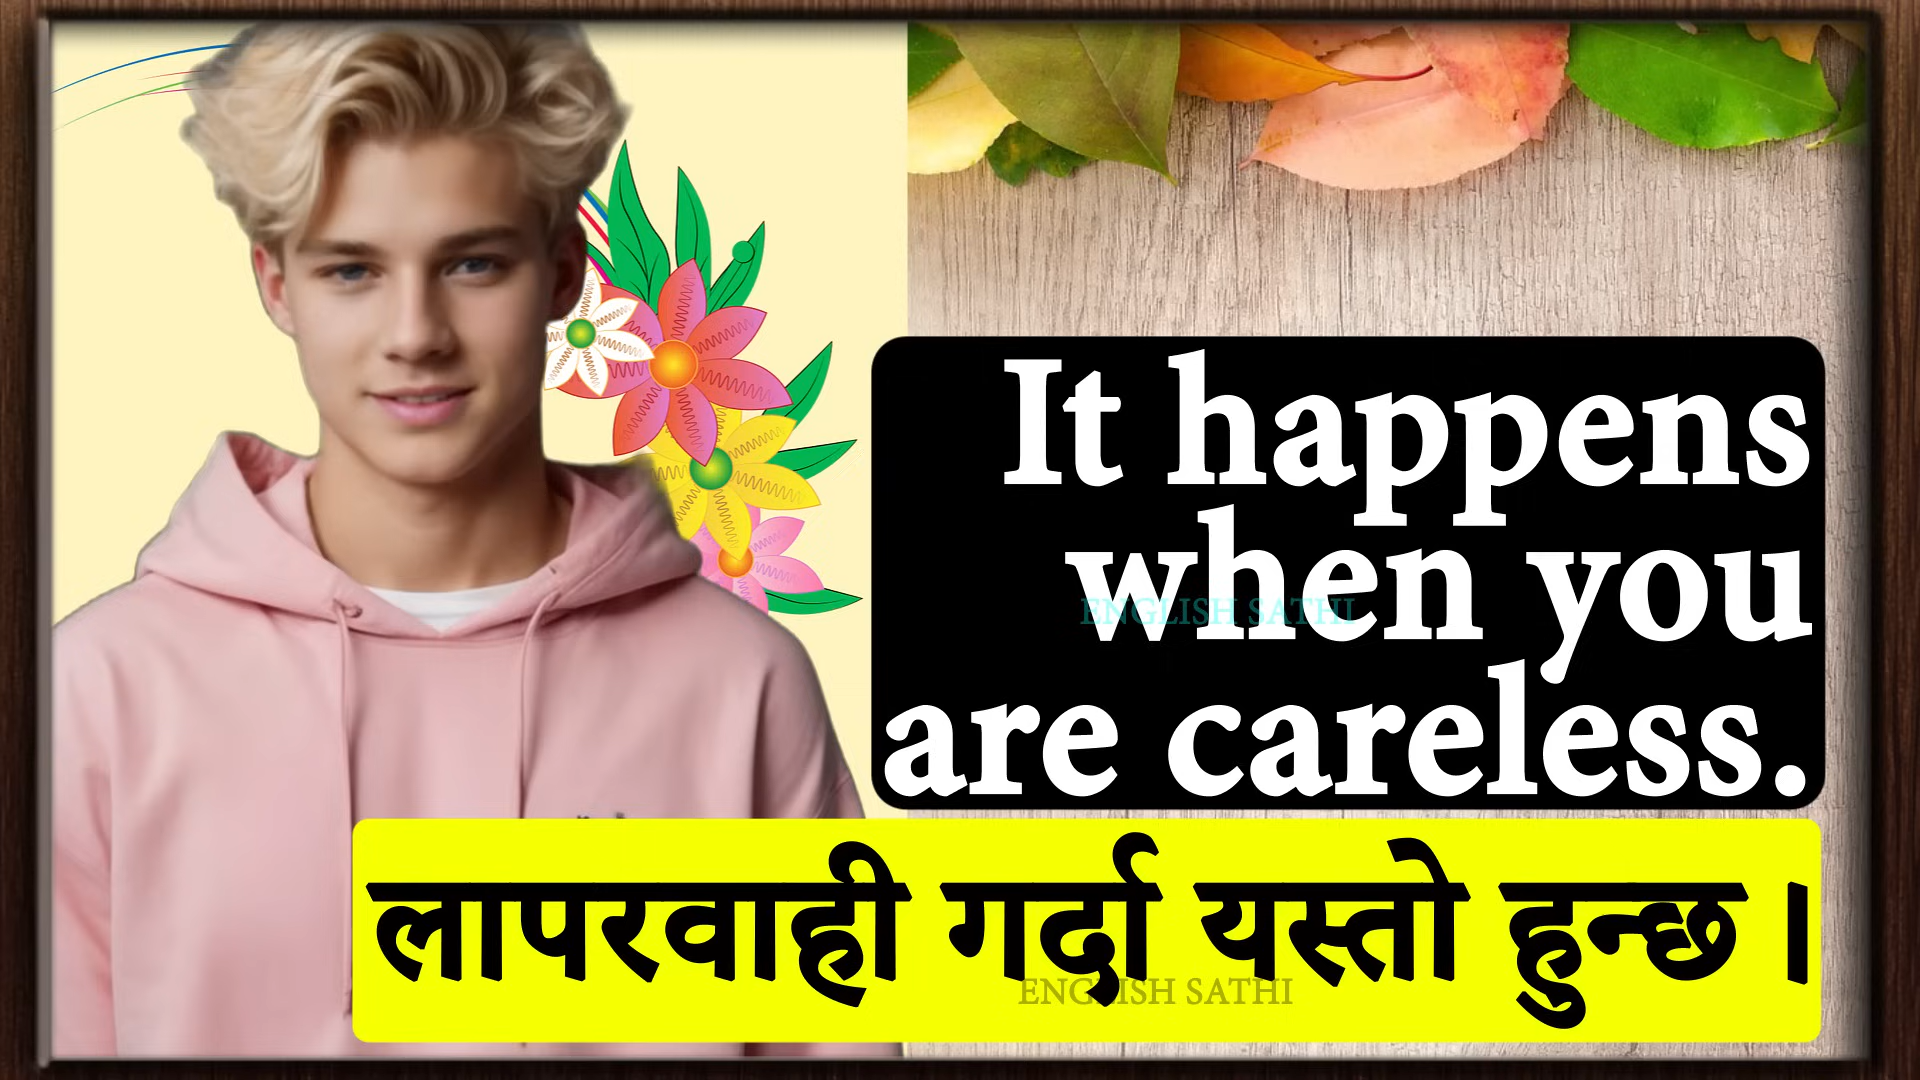 It happens
when you
ENGLISH SATHI
are careless.
लापरवाही गर्दा यस्तो हुन्छ ।
ENGLISH SATHI